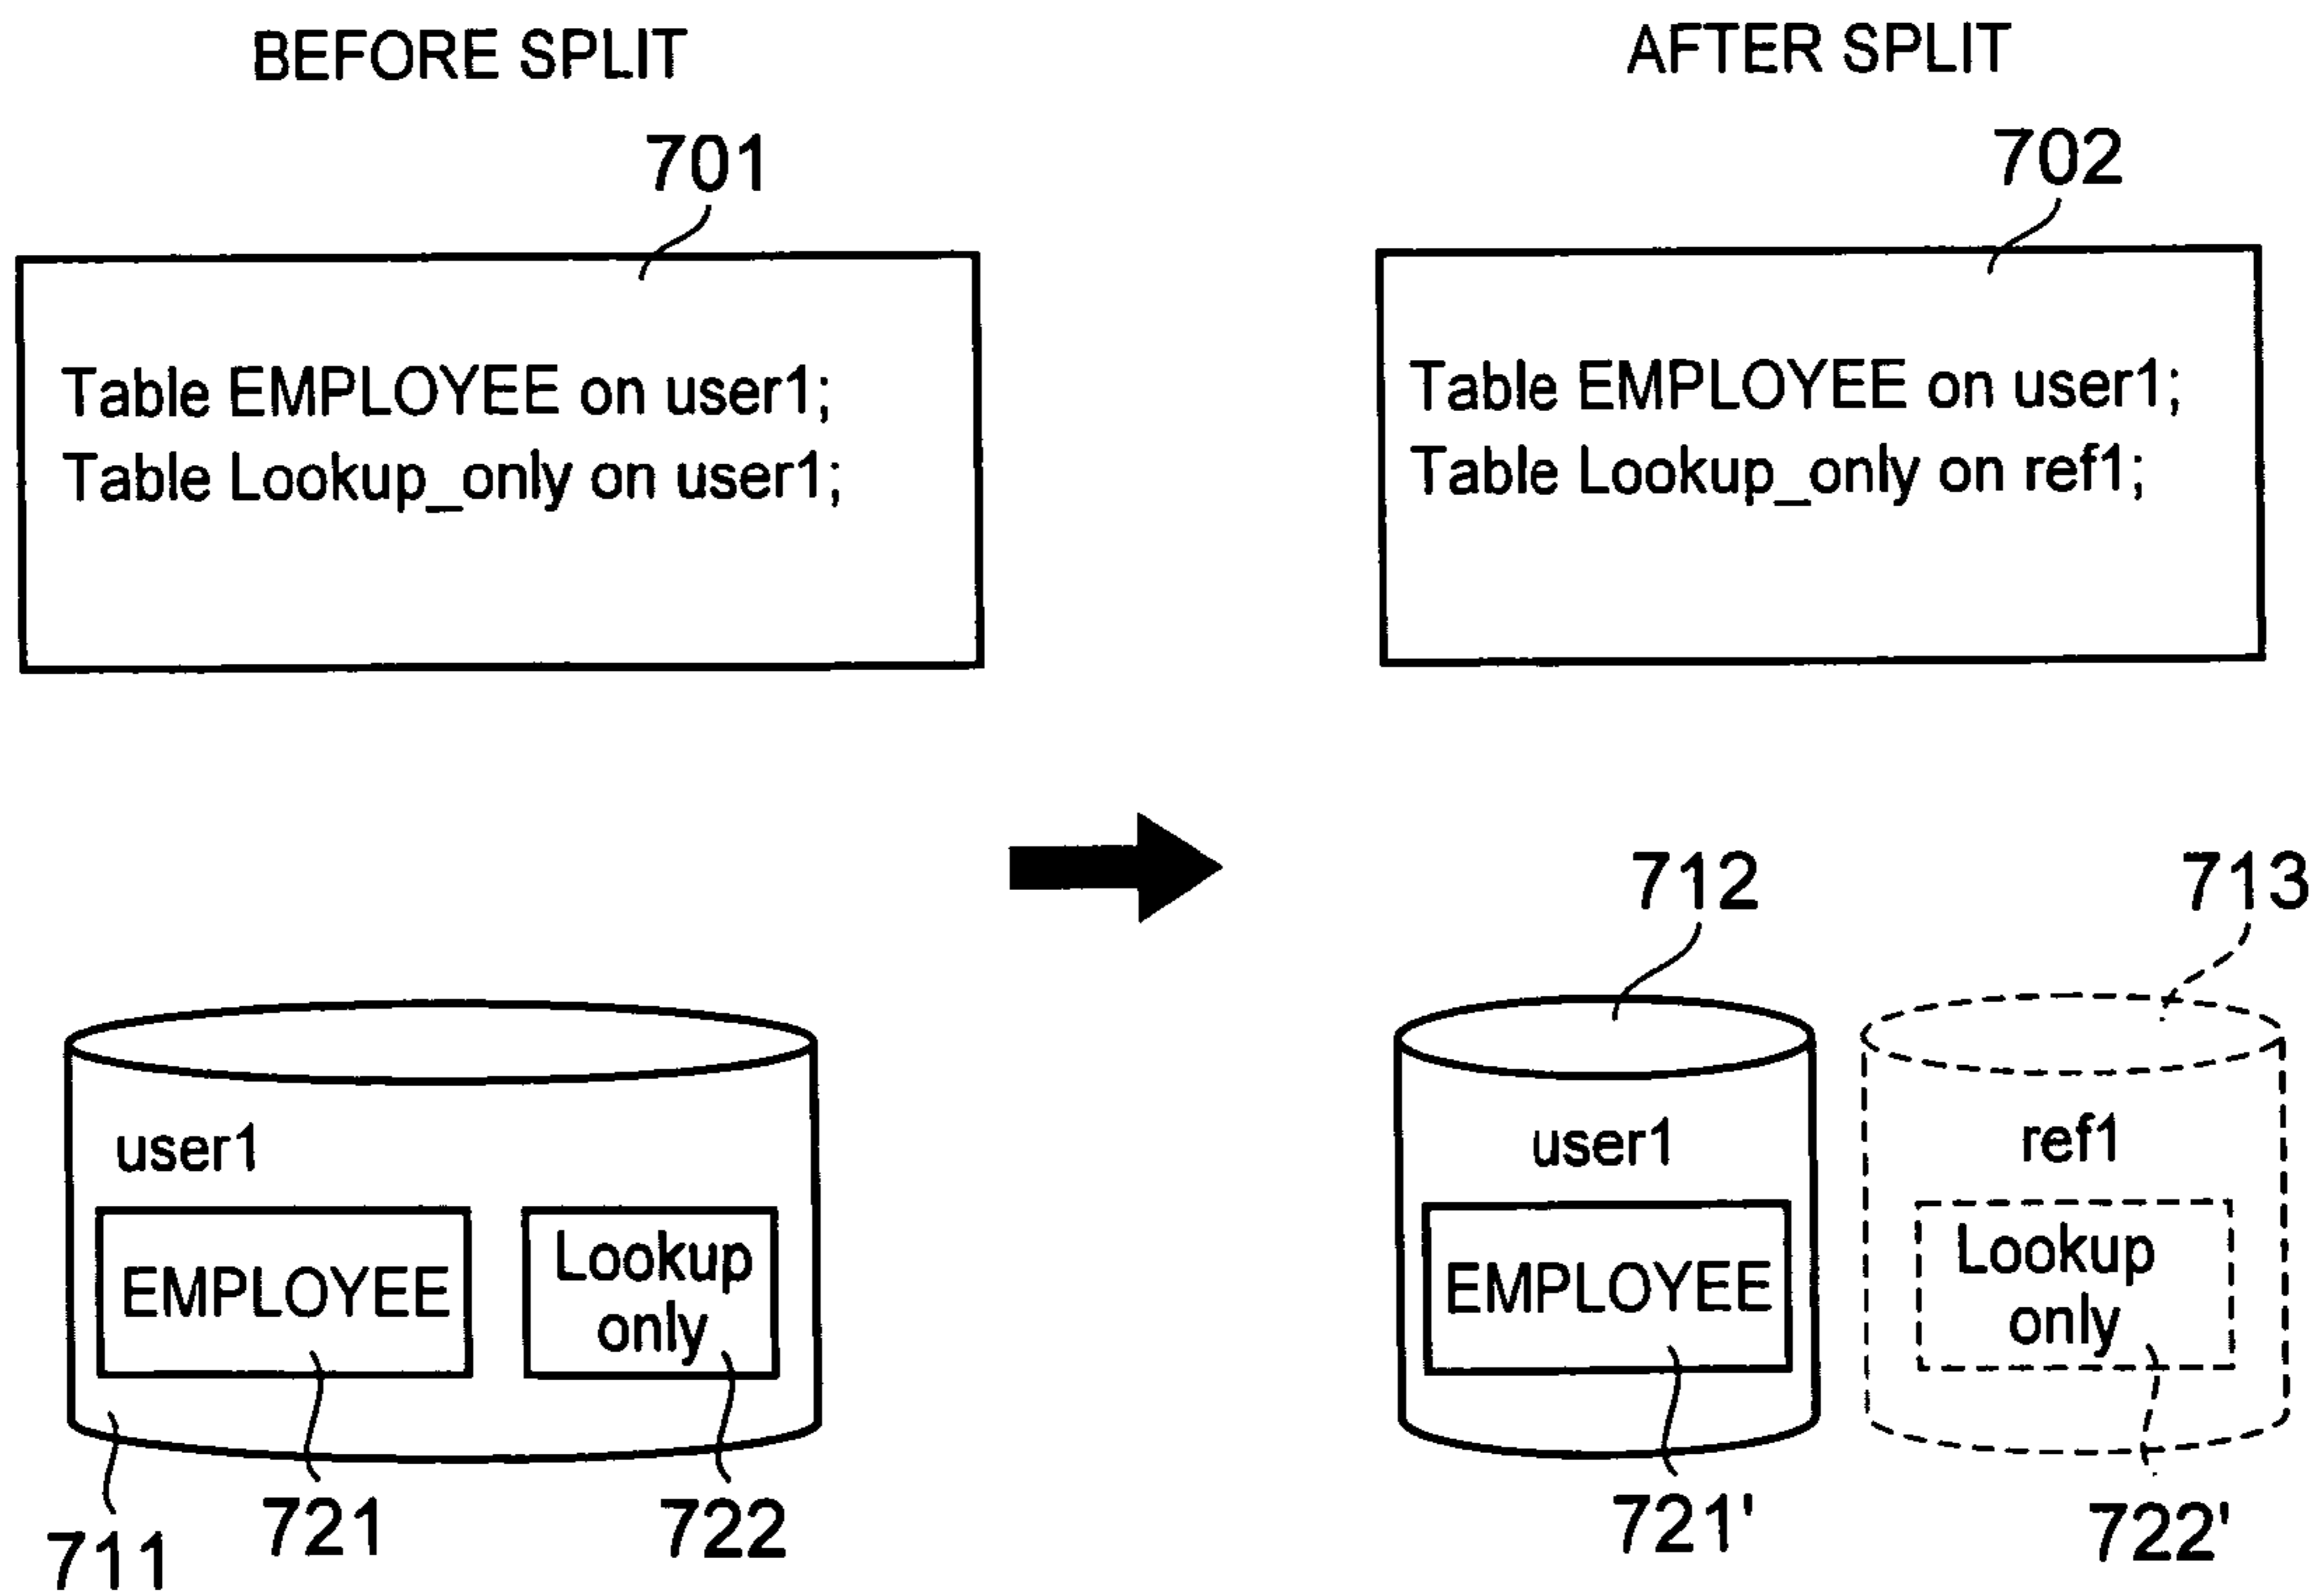 BEFORE SPLIT
701
Table EMPLOYEE on user1;
Table Lookup_only on user1;
user1
EMPLOYEE
Lookup
only
711
721
722
AFTER SPLIT
702
Table EMPLOYEE on user1;
Table Lookup_only on ref1;
712
713
user1
EMPLOYEE
ref1
Lookup
only
721'
722'